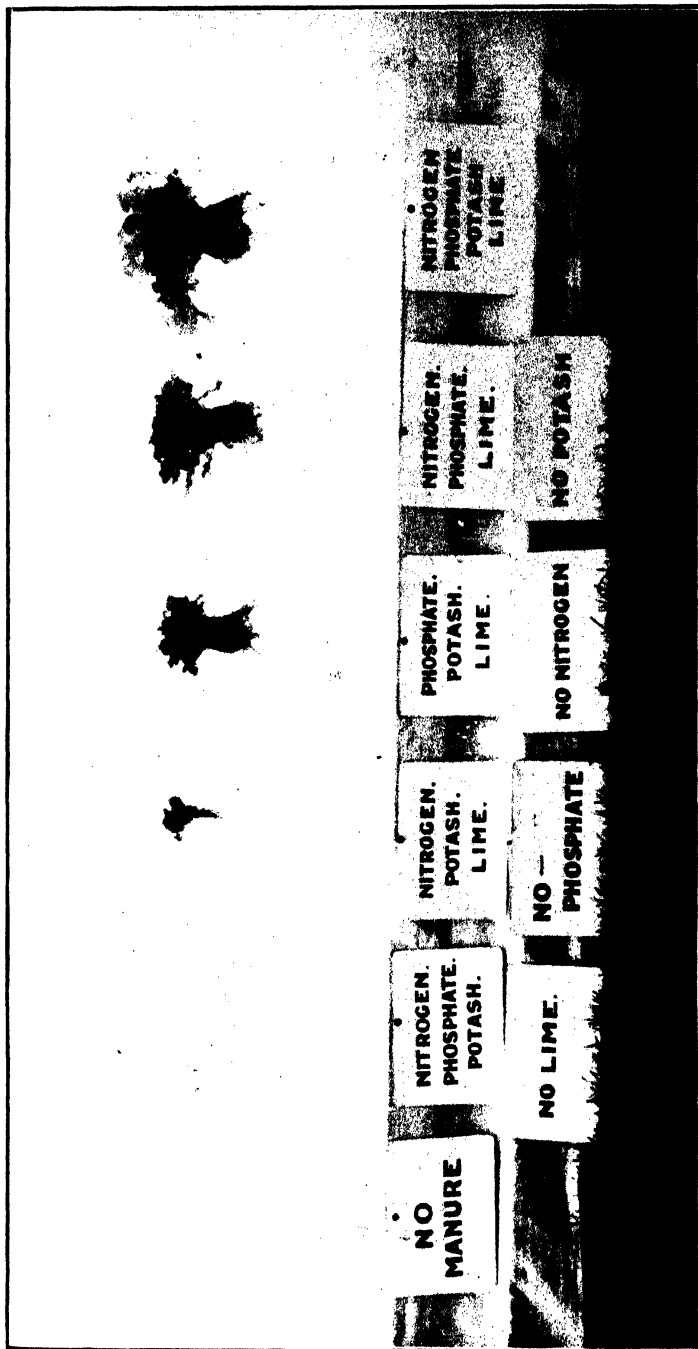 NO
MANURE
NITROGEN.
PHOSPHATE.
POTASH.
NO LIME.
NITROGEN.
POTASH.
LIME.
NO —
PHOSPHATE
PHOSPHATE.
POTASH.
LIME.
NO NITROGEN
NITROGEN.
PHOSPHATE.
LIME.
NO POTASH
NITROGEN
PHOSPHATE
POTASH
LIME